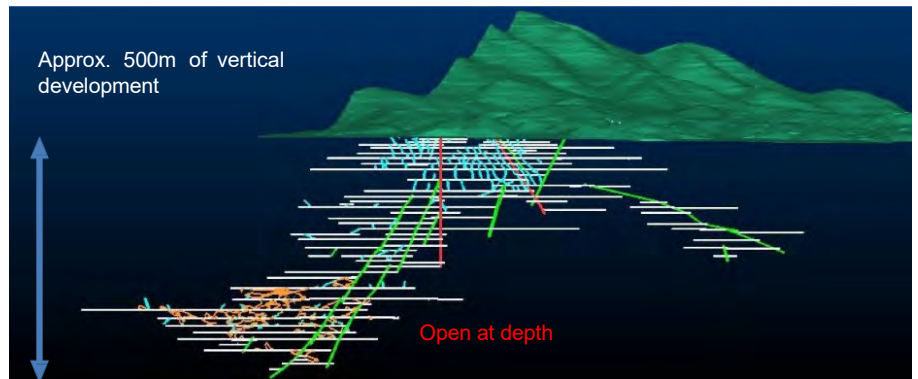 Approx. 500m of vertical
development
Open at depth